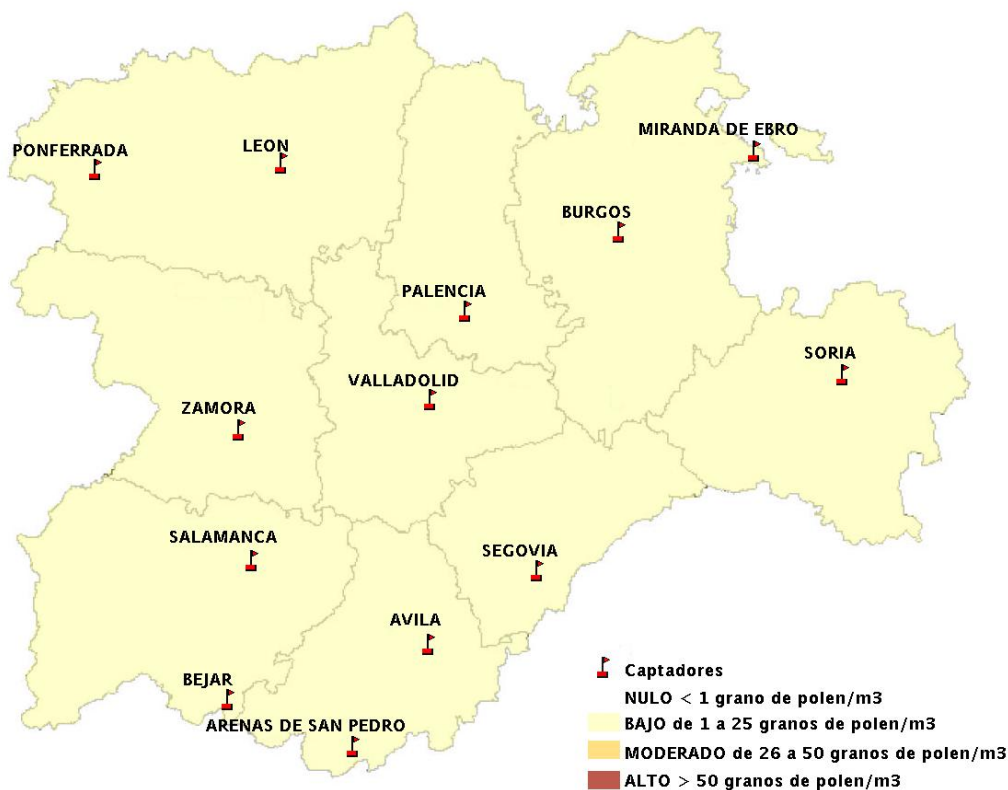 MIRANDA DE EBRO
PONFERRADA
LEON
BURGOS
PALENCIA
SORIA
VALLADOLID
ZAMORA
SALAMANCA
SEGOVIA
AVILA
BEJAR
ARENAS DE SAN PEDRO
Captadores
NULO < 1 grano de polen/m3
BAJO de 1 a 25 granos de polen/m3
MODERADO de 26 a 50 granos de polen/m3
ALTO > 50 granos de polen/m3